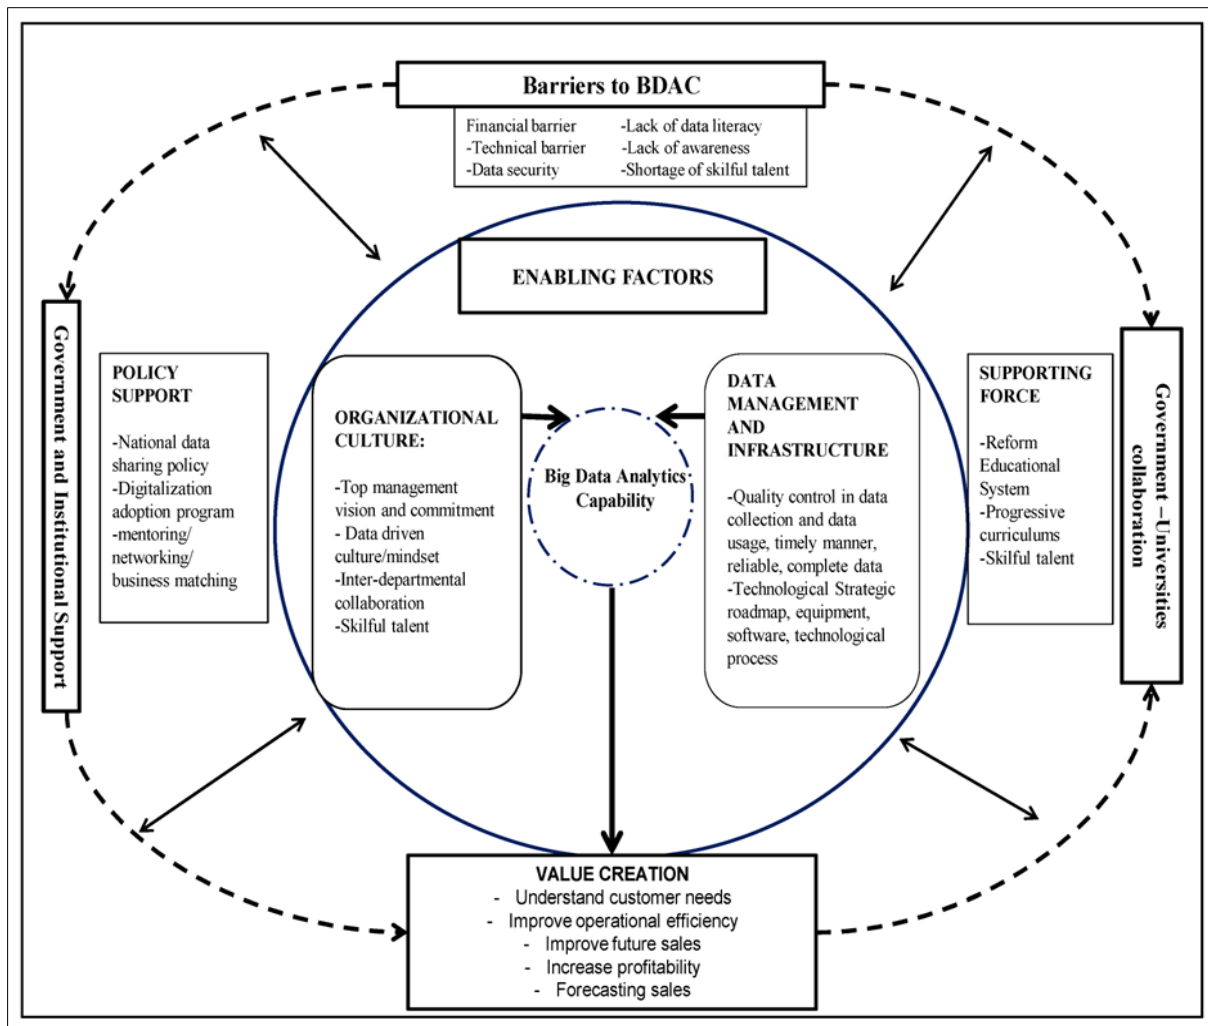 Barriers to BDAC
Financial barrier
-Technical barrier
-Data security
-Lack of data literacy
-Lack of awareness
-Shortage of skilful talent
ENABLING FACTORS
Government and Institutional Support
POLICY
SUPPORT
-National data
sharing policy
-Digitalization
adoption program
-mentoring/
networking/
business matching
ORGANIZATIONAL
CULTURE:
-Top management
vision and commitment
- Data driven
culture/mindset
-Inter-departmental
collaboration
-Skilful talent
Big Data Analytics
Capability
DATA
MANAGEMENT
AND
INFRASTRUCTURE
-Quality control in data
collection and data
usage, timely manner,
reliable, complete data
-Technological Strategic
roadmap, equipment,
software, technological
process
SUPPORTING
FORCE
-Reform
Educational
System
-Progressive
curriculums
-Skilful talent
Government –Universities
collaboration
VALUE CREATION
- Understand customer needs
- Improve operational efficiency
- Improve future sales
- Increase profitability
- Forecasting sales